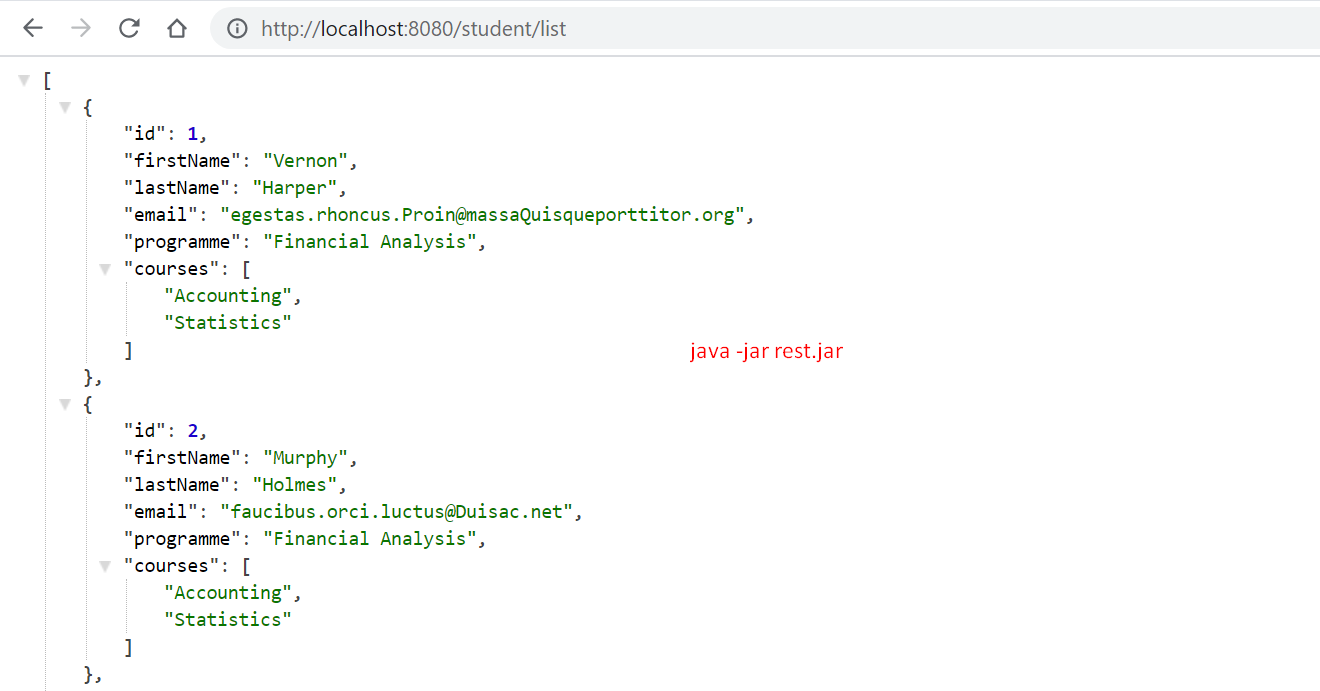 http://localhost:8080/student/list
[
{
"id": 1,
"firstName": "Vernon",
"lastName": "Harper",
"email": "egestas.rhoncus.Proin@massaQuisqueporttitor.org",
"programme": "Financial Analysis",
"courses": [
"Accounting",
"Statistics"
]
java -jar rest.jar
},
{
"id": 2,
"firstName": "Murphy",
"lastName": "Holmes",
"email": "faucibus.orci.luctus@Duisac.net",
"programme": "Financial Analysis",
"courses": [
"Accounting",
"Statistics"
]
},